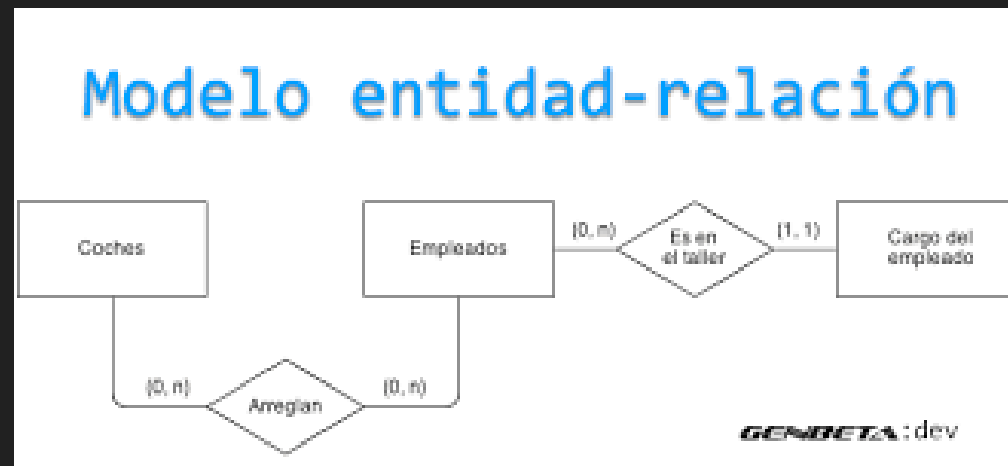 Modelo entidad-relación
Coches
Empleados
(0, n)
Es en
el taller
(1, 1)
Cargo del
empleado
(0, n)
Arreglan
(0, n)
GENBETA:dev